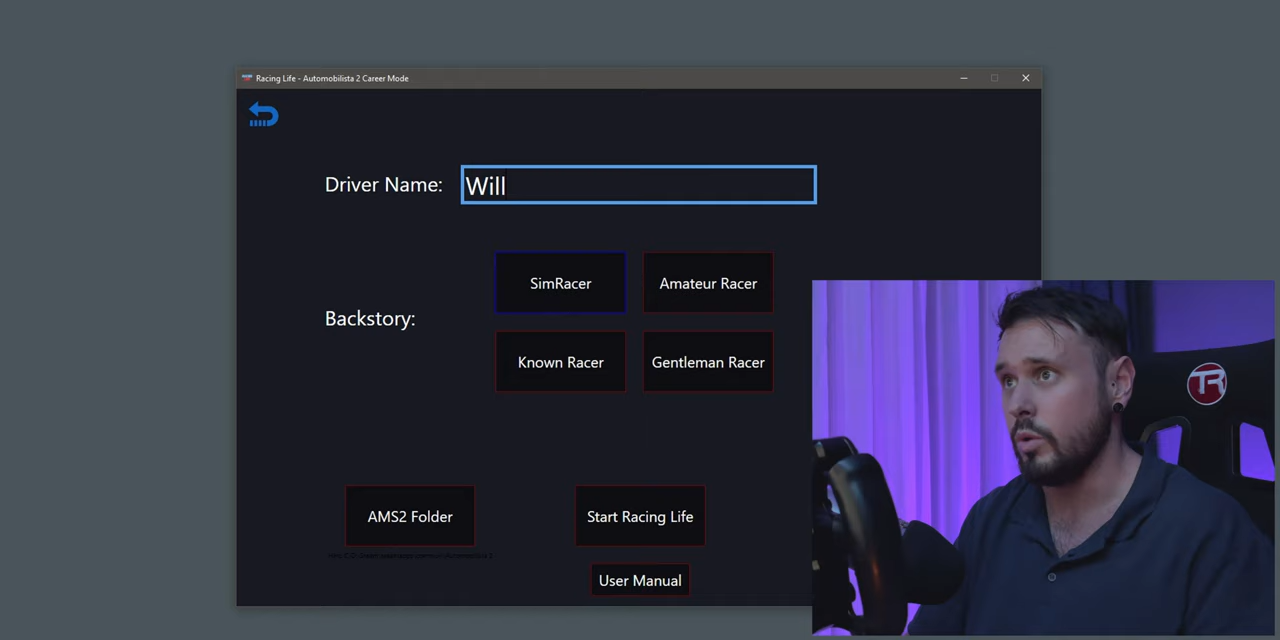 Racing Life - Automobilista 2 Career Mode
Driver Name:
Will
SimRacer
Amateur Racer
Backstory:
Known Racer
Gentleman Racer
TR
AMS2 Folder
Start Racing Life
User Manual